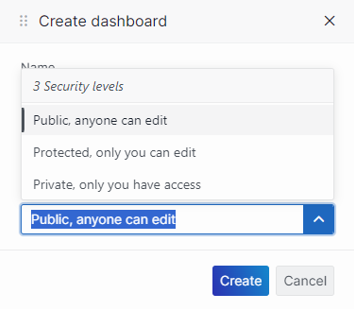 Create dashboard
Name
3 Security levels
Public, anyone can edit
Protected, only you can edit
Private, only you have access
Public, anyone can edit
Create
Cancel